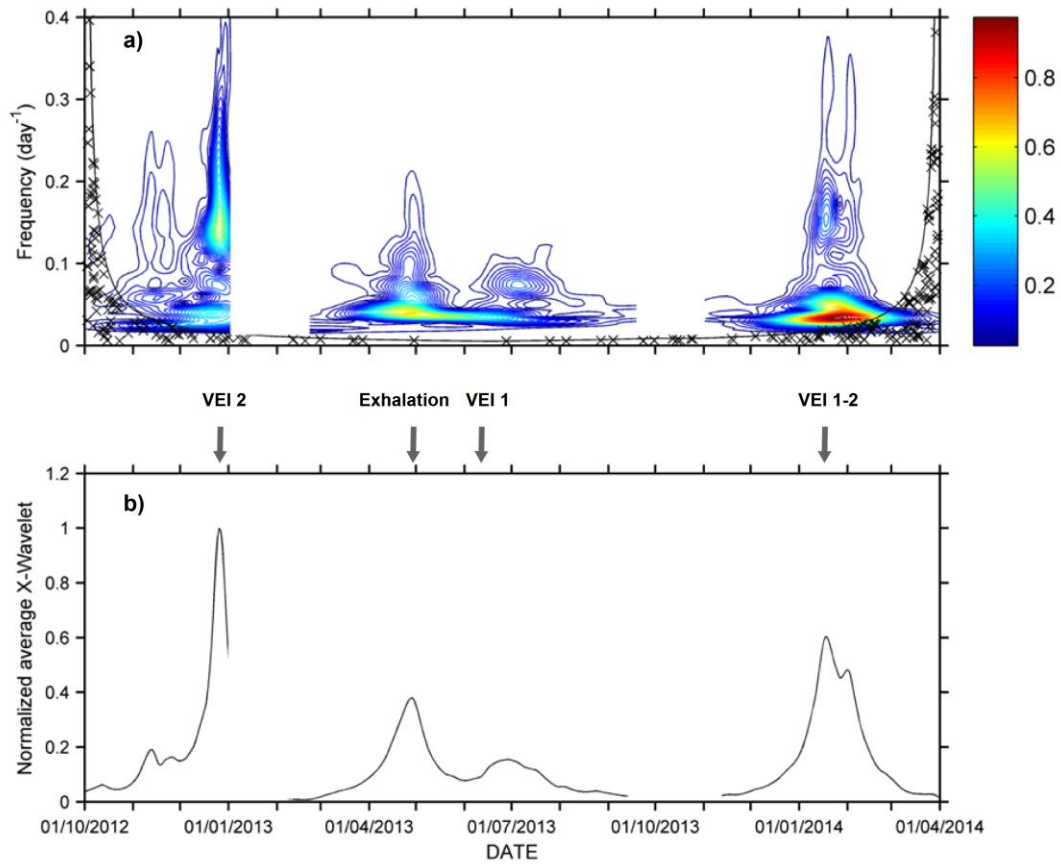 a)
Frequency (day⁻¹)
0.4
0.3
0.2
0.1
0
0.8
0.6
0.4
0.2
VEI 2 Exhalation VEI 1 VEI 1-2
b)
Normalized average X-Wavelet
1.2
1
0.8
0.6
0.4
0.2
0
01/10/2012 01/01/2013 01/04/2013 01/07/2013 01/10/2013 01/01/2014 01/04/2014
DATE